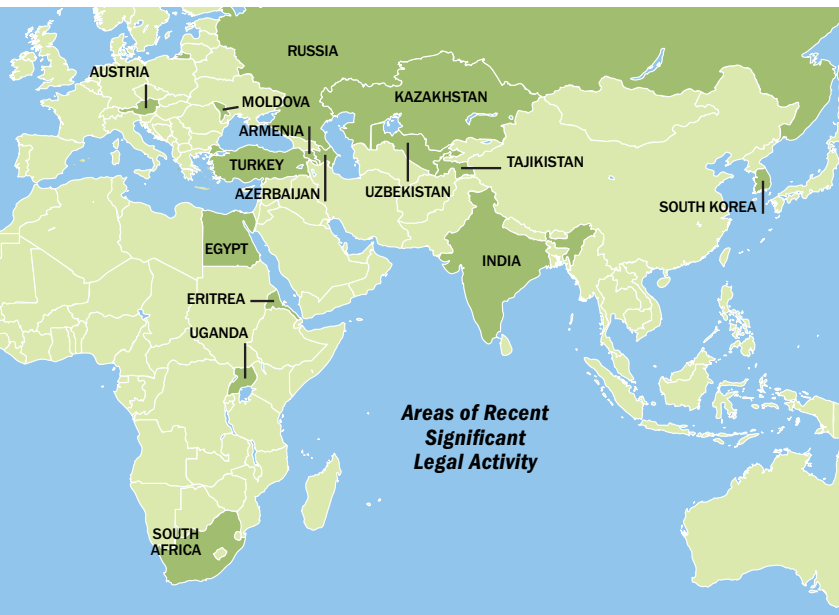 RUSSIA
AUSTRIA
KAZAKHSTAN
MOLDOVA
ARMENIA
TURKEY
TAJIKISTAN
AZERBAIJAN
UZBEKISTAN
SOUTH KOREA
EGYPT
INDIA
ERITREA
UGANDA
Areas of Recent
Significant
Legal Activity
SOUTH
AFRICA